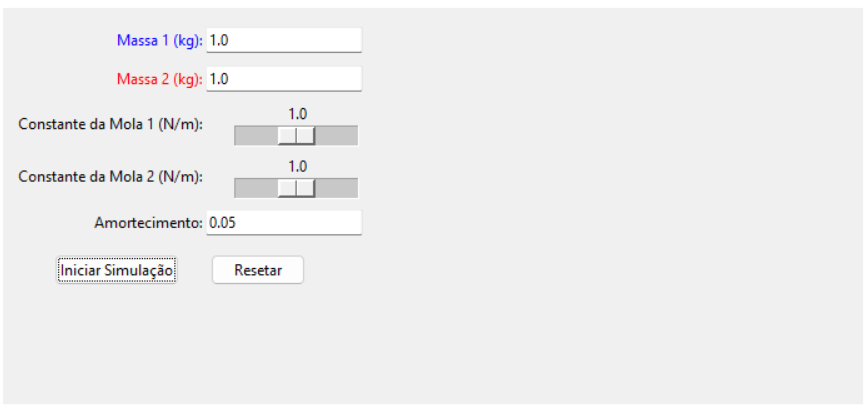 Massa 1 (kg): 1.0
Massa 2 (kg): 1.0
1.0
Constante da Mola 1 (N/m):
1.0
Constante da Mola 2 (N/m):
Amortecimento: 0.05
Iniciar Simulação Resetar